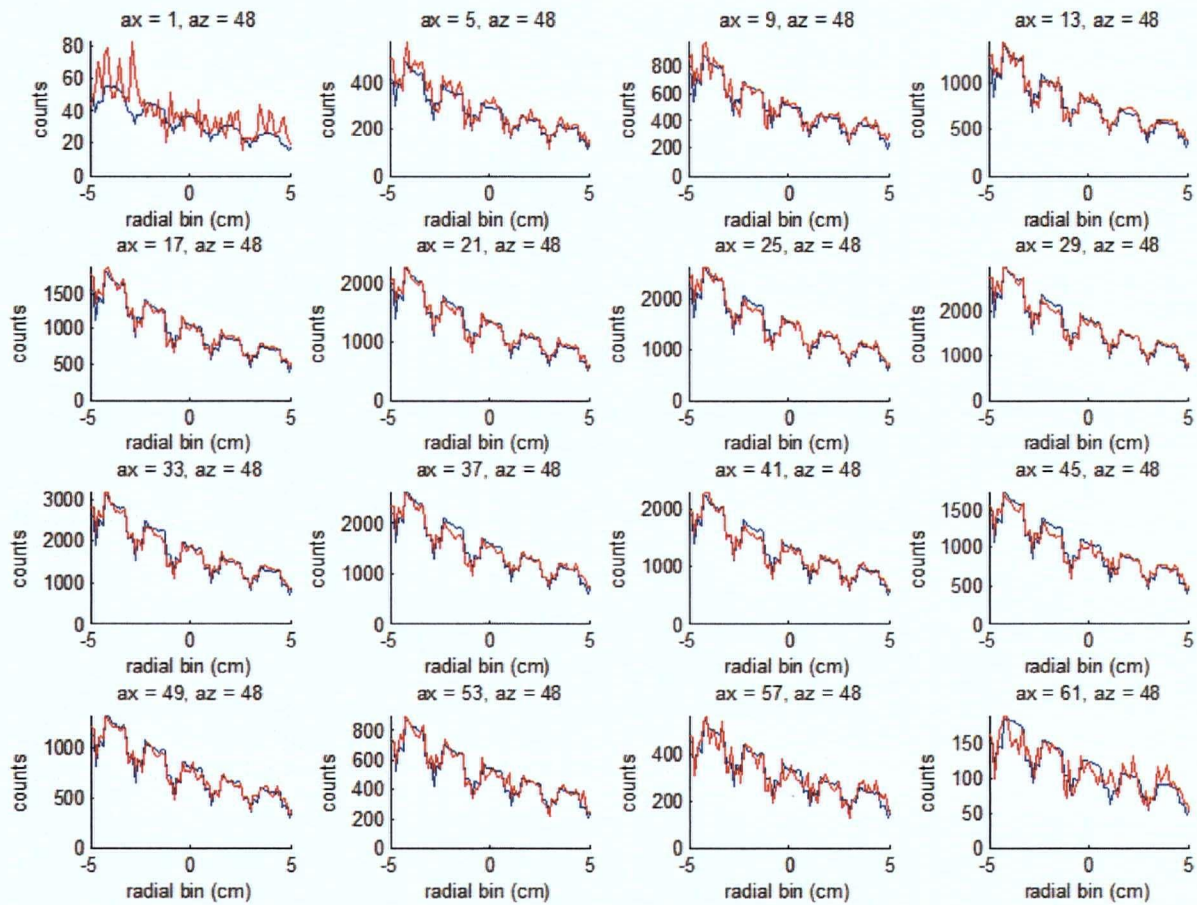 ax = 1, az = 48
ax = 5, az = 48
ax = 9, az = 48
ax = 13, az = 48
80
60
40
20
0
counts
400
200
0
counts
800
600
400
200
0
counts
1000
500
0
counts
-5 0 5
-5 0 5
-5 0 5
-5 0 5
radial bin (cm)
radial bin (cm)
radial bin (cm)
radial bin (cm)
ax = 17, az = 48
ax = 21, az = 48
ax = 25, az = 48
ax = 29, az = 48
1500
1000
500
0
counts
2000
1000
0
counts
2000
1000
0
counts
2000
1000
0
counts
-5 0 5
-5 0 5
-5 0 5
-5 0 5
radial bin (cm)
radial bin (cm)
radial bin (cm)
radial bin (cm)
ax = 33, az = 48
ax = 37, az = 48
ax = 41, az = 48
ax = 45, az = 48
3000
2000
1000
0
counts
2000
1000
0
counts
2000
1000
0
counts
1500
1000
500
0
counts
-5 0 5
-5 0 5
-5 0 5
-5 0 5
radial bin (cm)
radial bin (cm)
radial bin (cm)
radial bin (cm)
ax = 49, az = 48
ax = 53, az = 48
ax = 57, az = 48
ax = 61, az = 48
1000
500
0
counts
800
600
400
200
0
counts
400
200
0
counts
150
100
50
0
counts
-5 0 5
-5 0 5
-5 0 5
-5 0 5
radial bin (cm)
radial bin (cm)
radial bin (cm)
radial bin (cm)